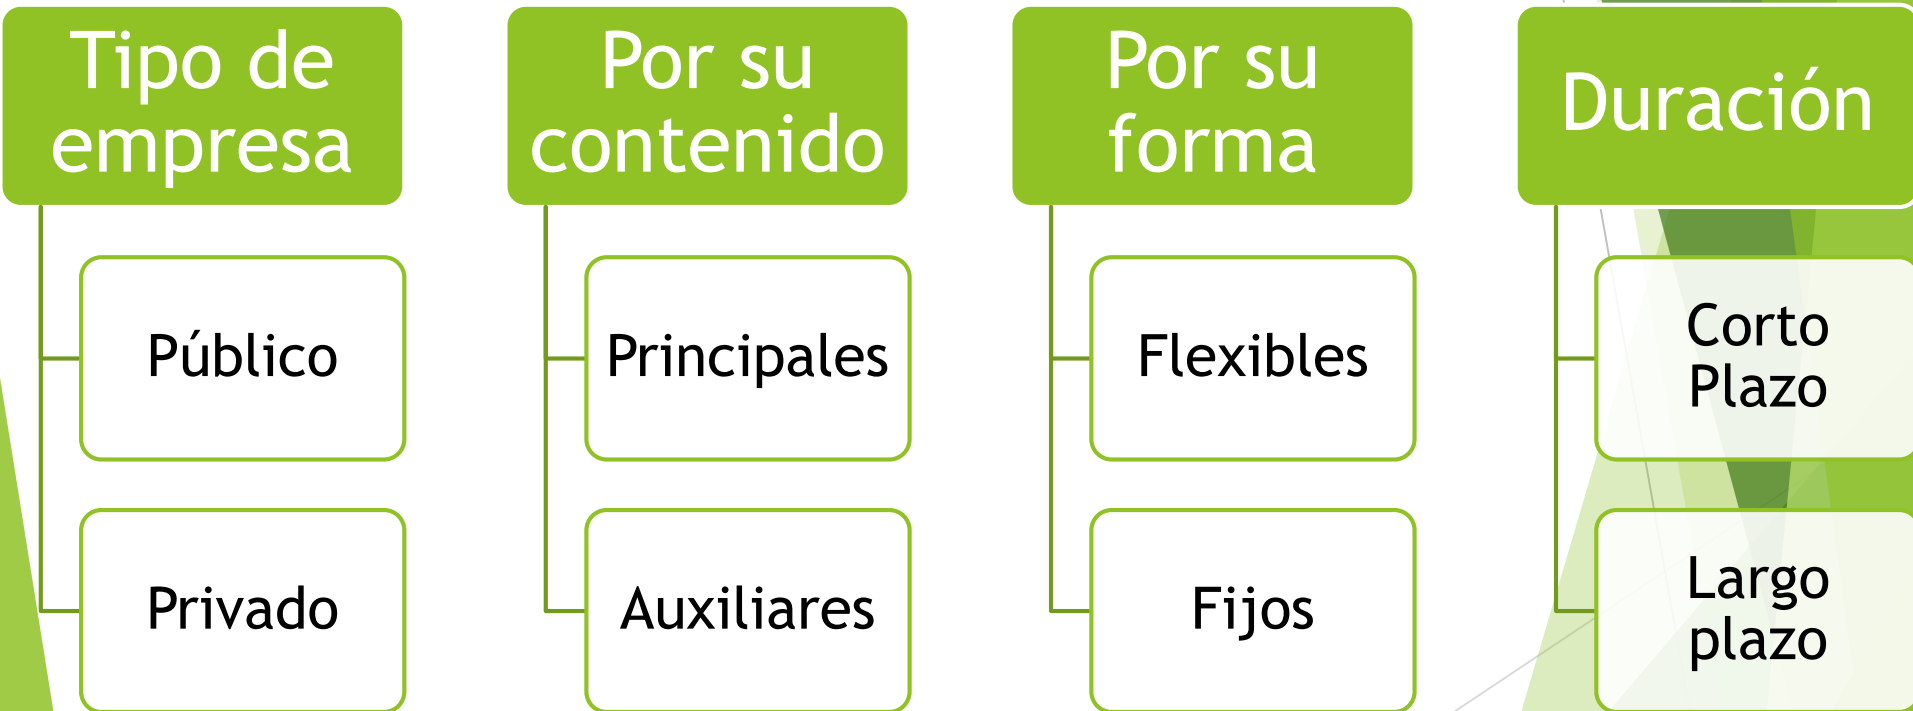 Tipo de
empresa
Público
Privado
Por su
contenido
Principales
Auxiliares
Por su
forma
Flexibles
Fijos
Duración
Corto
Plazo
Largo
plazo